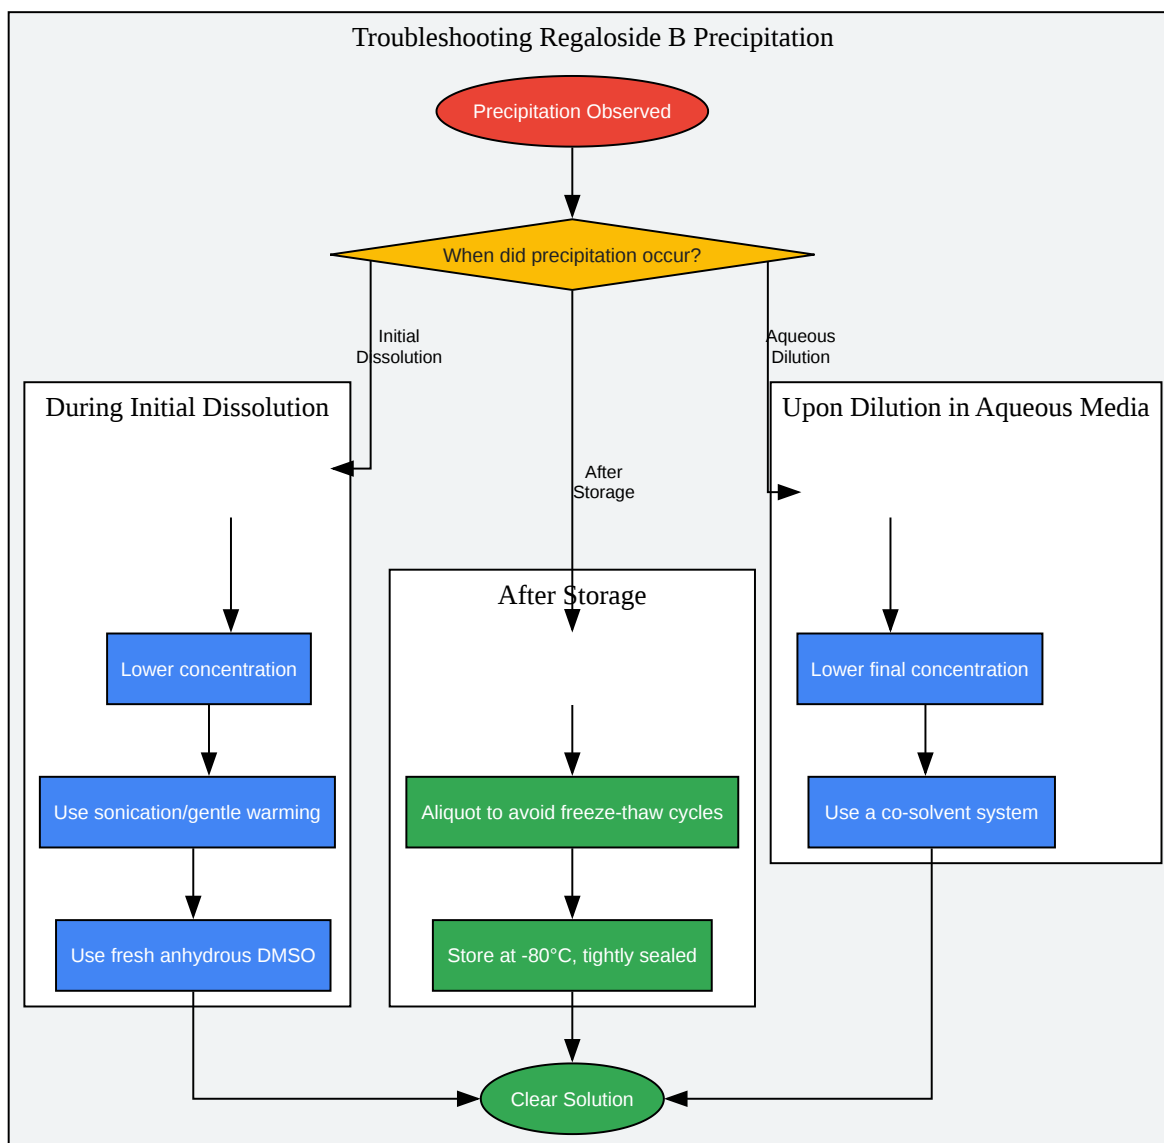 Troubleshooting Regaloside B Precipitation
Precipitation Observed
When did precipitation occur?
Initial
Dissolution
Aqueous
Dilution
After
Storage
During Initial Dissolution
Lower concentration
Use sonication/gentle warming
Use fresh anhydrous DMSO
After Storage
Aliquot to avoid freeze-thaw cycles
Store at -80°C, tightly sealed
Upon Dilution in Aqueous Media
Lower final concentration
Use a co-solvent system
Clear Solution